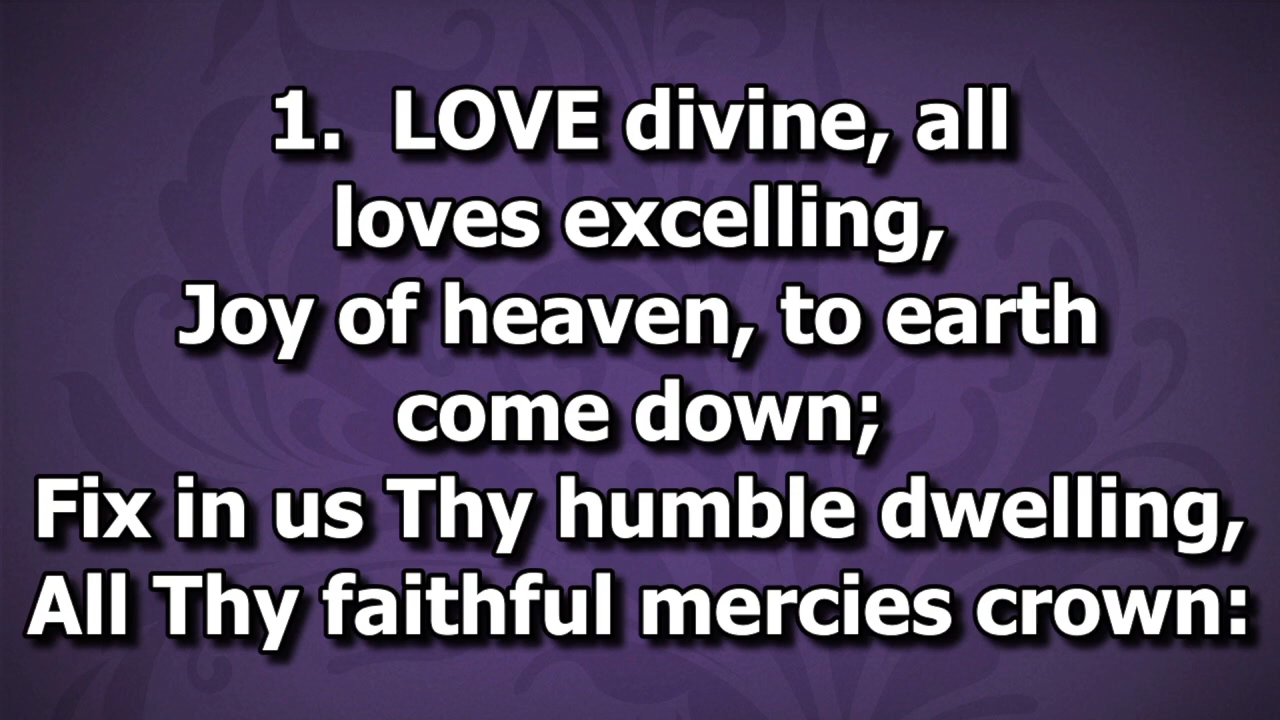 1.  LOVE divine, all
loves excelling,
Joy of heaven, to earth
come down;
Fix in us Thy humble dwelling,
All Thy faithful mercies crown: